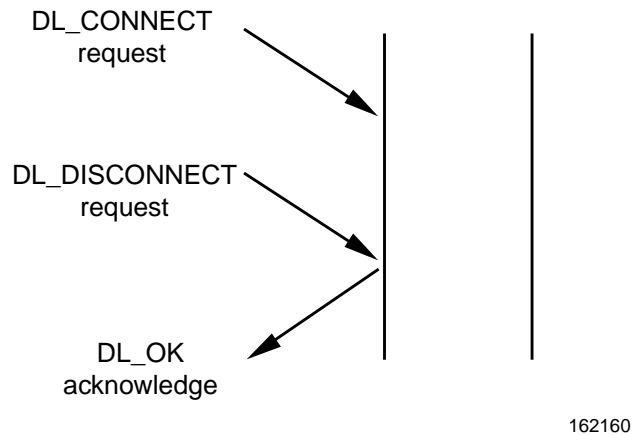 DL_CONNECT
request
DL_DISCONNECT
request
DL_OK
acknowledge
162160